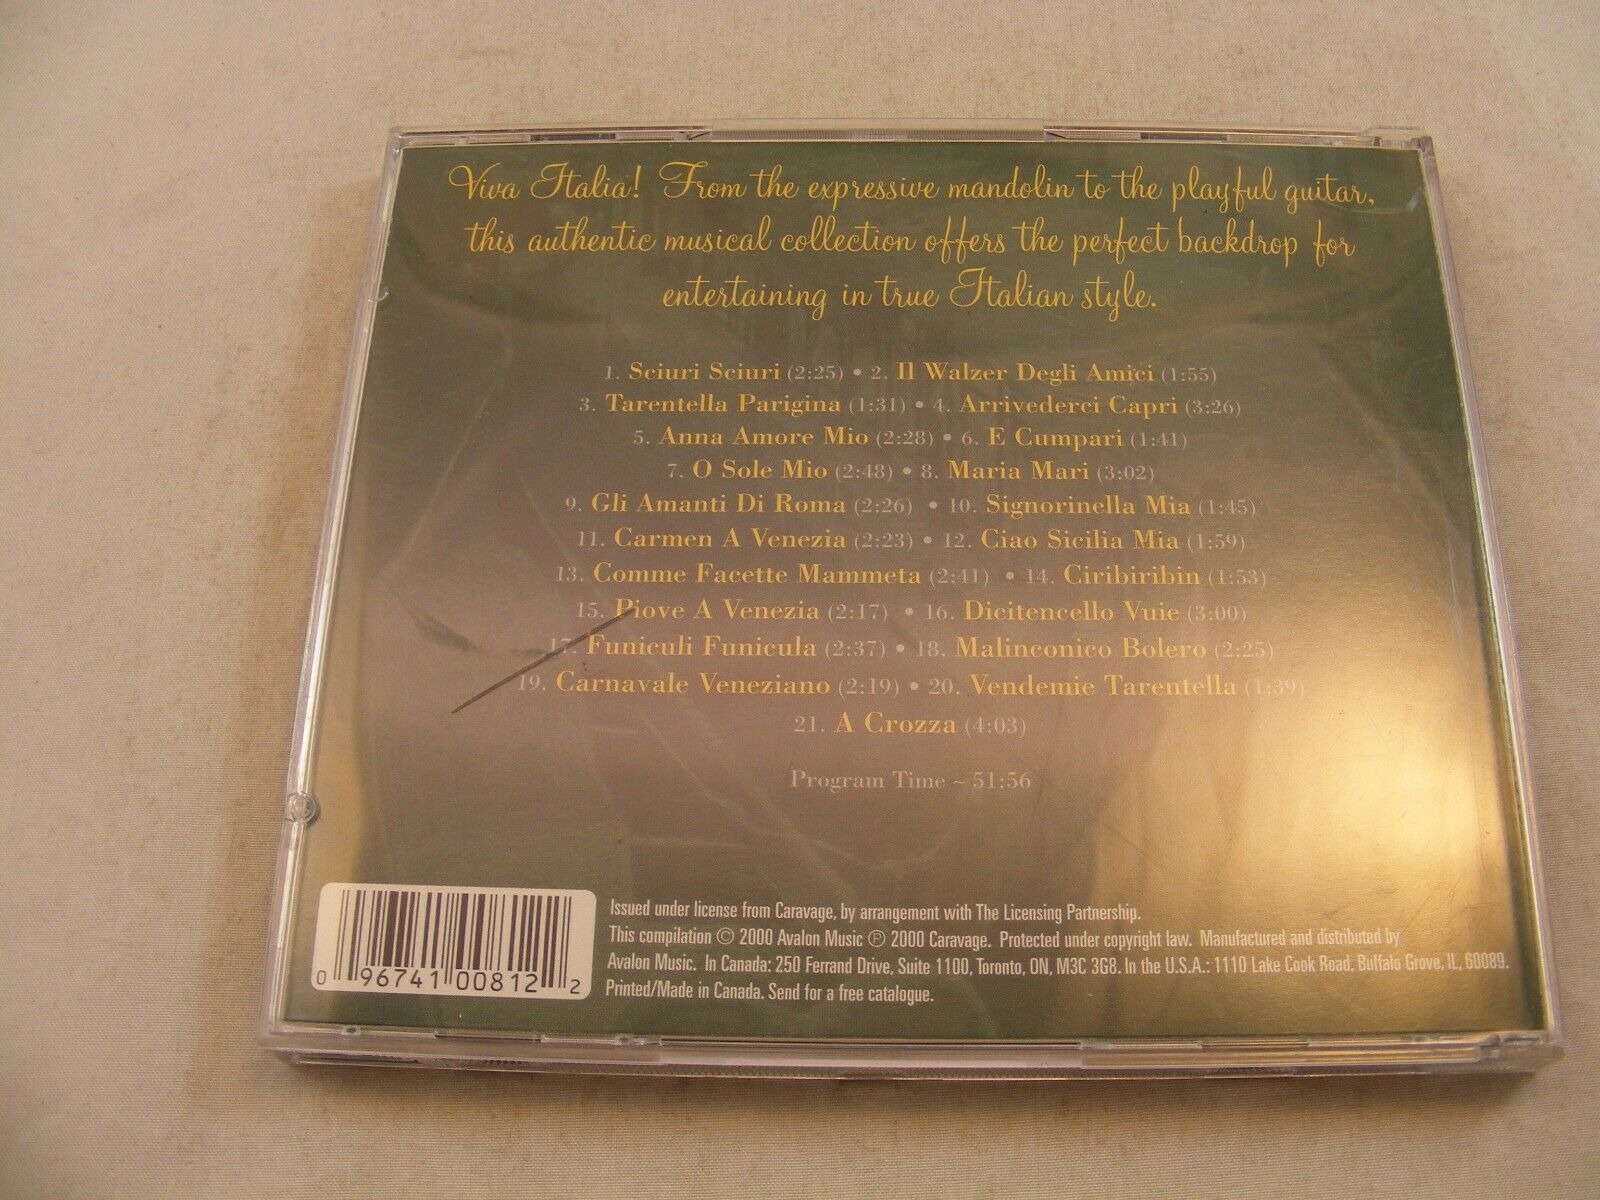 Viva Italia! From the expressive mandolin to the playful guitar,
this authentic musical collection offers the perfect backdrop for
entertaining in true Italian style.
1. Sciuri Sciuri (2:25) • 2. Il Walzer Degli Amici (1:55)
3. Tarentella Parigina (1:31) • 4. Arrivederci Capri (3:26)
5. Anna Amore Mio (2:28) • 6. E Cumpari (1:41)
7. O Sole Mio (2:48) • 8. Maria Mari (3:02)
9. Gli Amanti Di Roma (2:26) • 10. Signorinella Mia (1:45)
11. Carmen A Venezia (2:23) • 12. Ciao Sicilia Mia (1:59)
13. Comme Facette Mammeta (2:41) • 14. Ciribiribin (1:53)
15. Piove A Venezia (2:17) • 16. Dicitencello Vuie (3:00)
17. Funiculi Funicula (2:37) • 18. Malinconico Bolero (2:25)
19. Carnavale Veneziano (2:19) • 20. Vendemie Tarentella (1:39)
21. A Crozza (4:03)
Program Time ~ 51:56
Issued under license from Caravage, by arrangement with The Licensing Partnership.
This compilation © 2000 Avalon Music ℗ 2000 Caravage. Protected under copyright law. Manufactured and distributed by
Avalon Music. In Canada: 250 Ferrand Drive, Suite 1100, Toronto, ON, M3C 3G8. In the U.S.A.: 1110 Lake Cook Road. Buffalo Grove, IL, 60089.
Printed/Made in Canada. Send for a free catalogue.
0 96741 00812 2